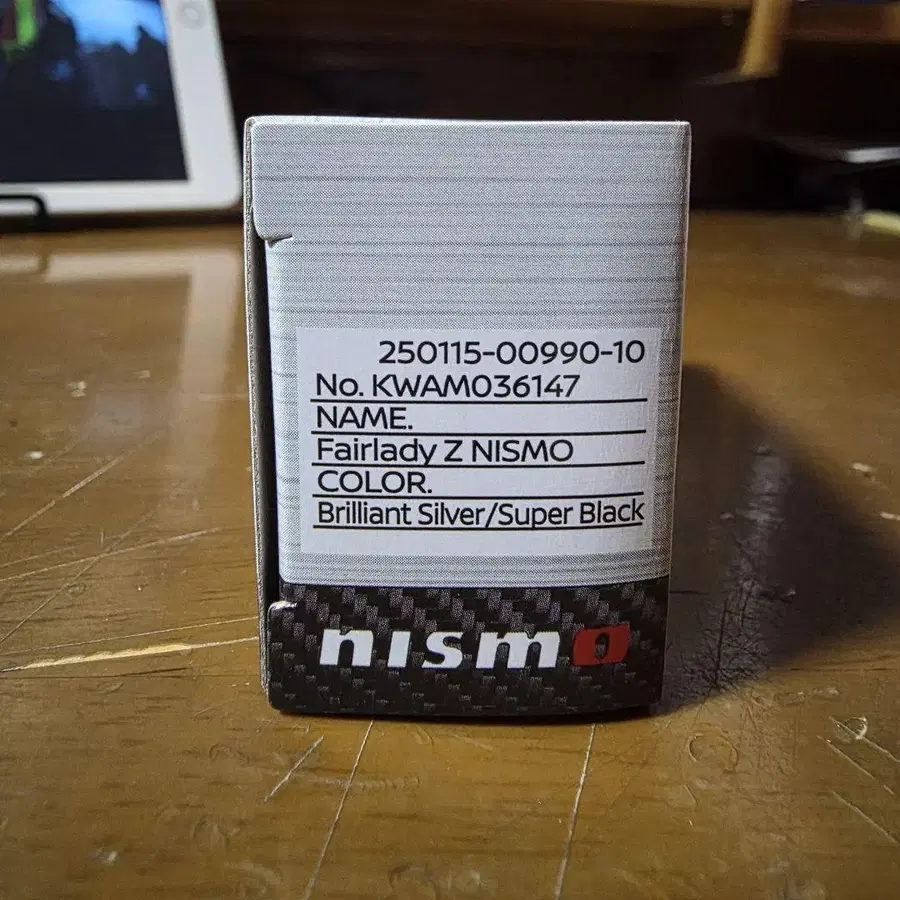 250115-00990-10
No. KWAM036147
NAME.
Fairlady Z NISMO
COLOR.
Brilliant Silver/Super Black
nismo